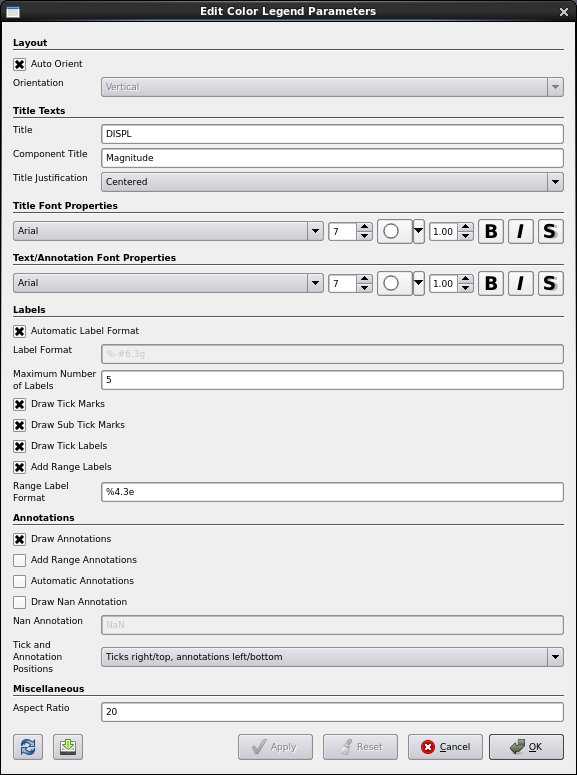 Edit Color Legend Parameters
Layout
Auto Orient
Orientation
Vertical
Title Texts
Title
DISPL
Component Title
Magnitude
Title Justification
Centered
Title Font Properties
Arial
7
1.00
B
I
S
Text/Annotation Font Properties
Arial
7
1.00
B
I
S
Labels
Automatic Label Format
Label Format
%-#6.3g
Maximum Number
of Labels
5
Draw Tick Marks
Draw Sub Tick Marks
Draw Tick Labels
Add Range Labels
Range Label
Format
%4.3e
Annotations
Draw Annotations
Add Range Annotations
Automatic Annotations
Draw Nan Annotation
Nan Annotation
NaN
Tick and
Annotation
Positions
Ticks right/top, annotations left/bottom
Miscellaneous
Aspect Ratio
20
Apply
Reset
Cancel
OK